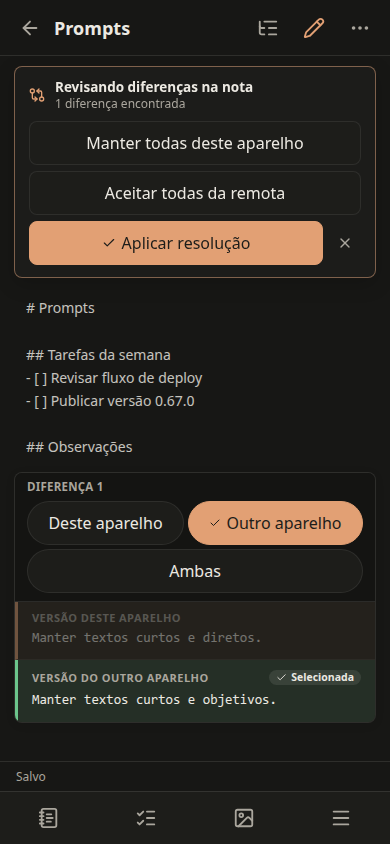 Prompts
Revisando diferenças na nota
1 diferença encontrada
Manter todas deste aparelho
Aceitar todas da remota
Aplicar resolução
# Prompts
## Tarefas da semana
- [ ] Revisar fluxo de deploy
- [ ] Publicar versão 0.67.0
## Observações
DIFERENÇA 1
Deste aparelho
Outro aparelho
Ambas
VERSÃO DESTE APARELHO
Manter textos curtos e diretos.
VERSÃO DO OUTRO APARELHO
Selecionada
Manter textos curtos e objetivos.
Salvo